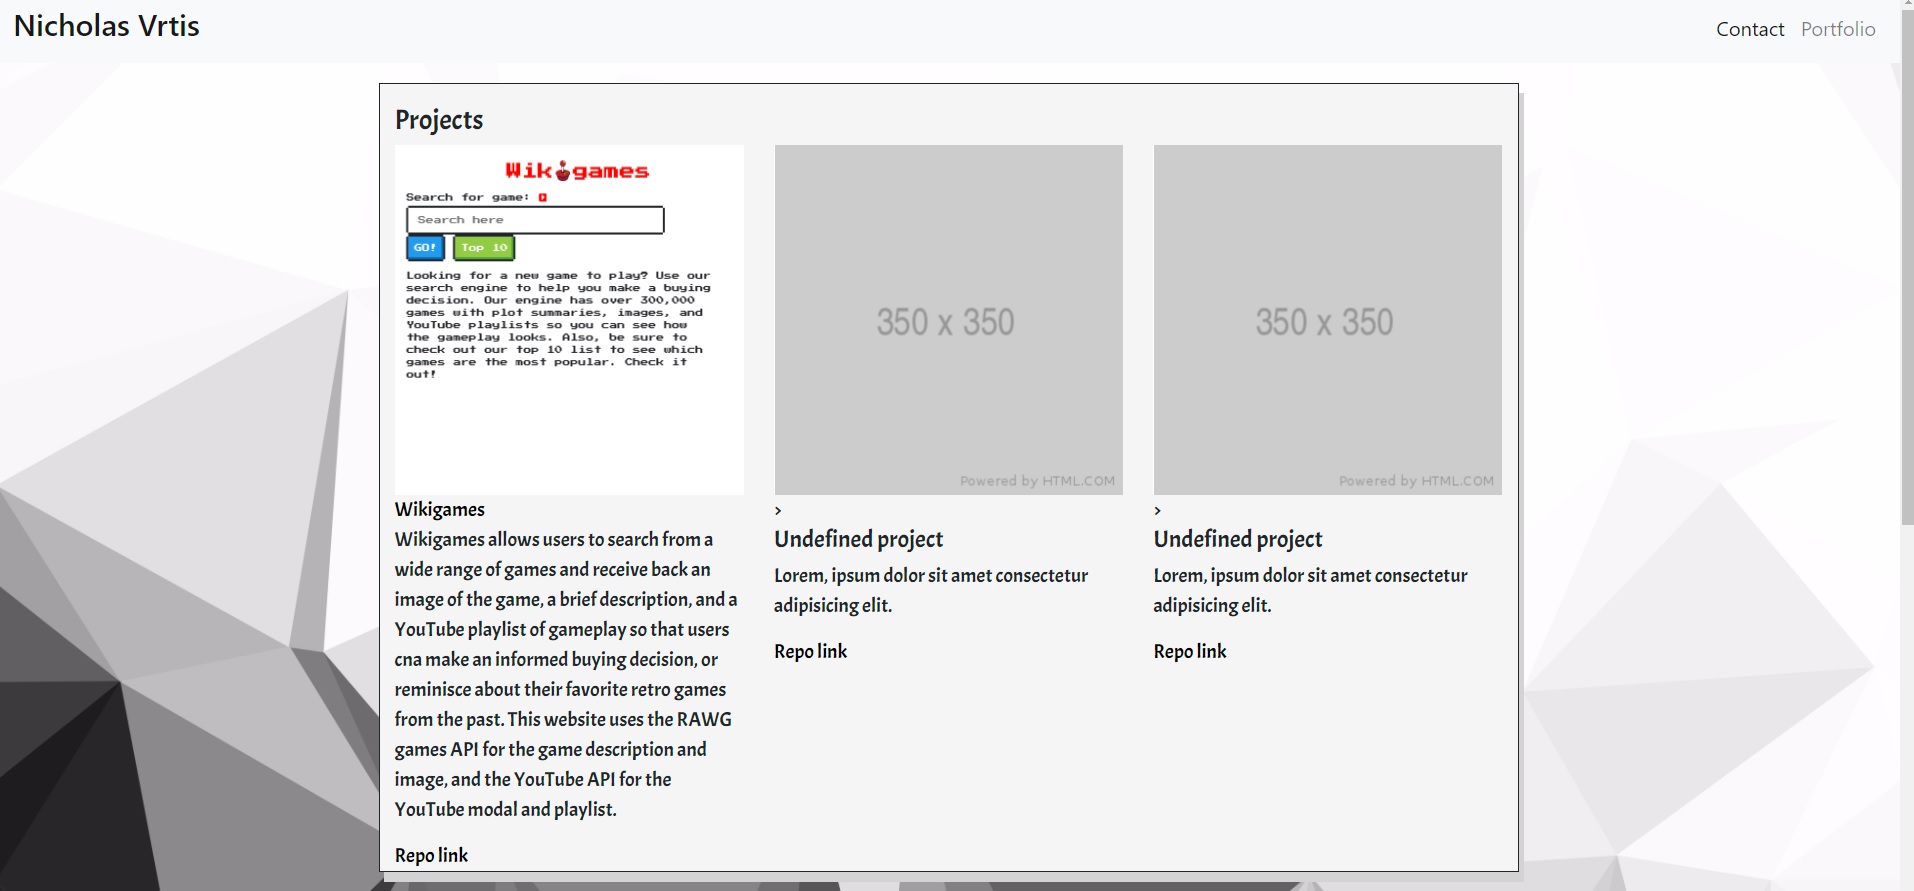 Nicholas Vrtis
Contact Portfolio
Projects
Wikigames
Search for game:
Search here
GO! Top 10
Looking for a new game to play? Use our
search engine to help you make a buying
decision. Our engine has over 300,000
games with plot summaries, images, and
YouTube playlists so you can see how
the gameplay looks. Also, be sure to
check out our top 10 list to see which
games are the most popular. Check it
out!
Wikigames
Wikigames allows users to search from a
wide range of games and receive back an
image of the game, a brief description, and a
YouTube playlist of gameplay so that users
cna make an informed buying decision, or
reminisce about their favorite retro games
from the past. This website uses the RAWG
games API for the game description and
image, and the YouTube API for the
YouTube modal and playlist.
Repo link
350 x 350
Powered by HTML.COM
>
Undefined project
Lorem, ipsum dolor sit amet consectetur
adipisicing elit.
Repo link
350 x 350
Powered by HTML.COM
>
Undefined project
Lorem, ipsum dolor sit amet consectetur
adipisicing elit.
Repo link